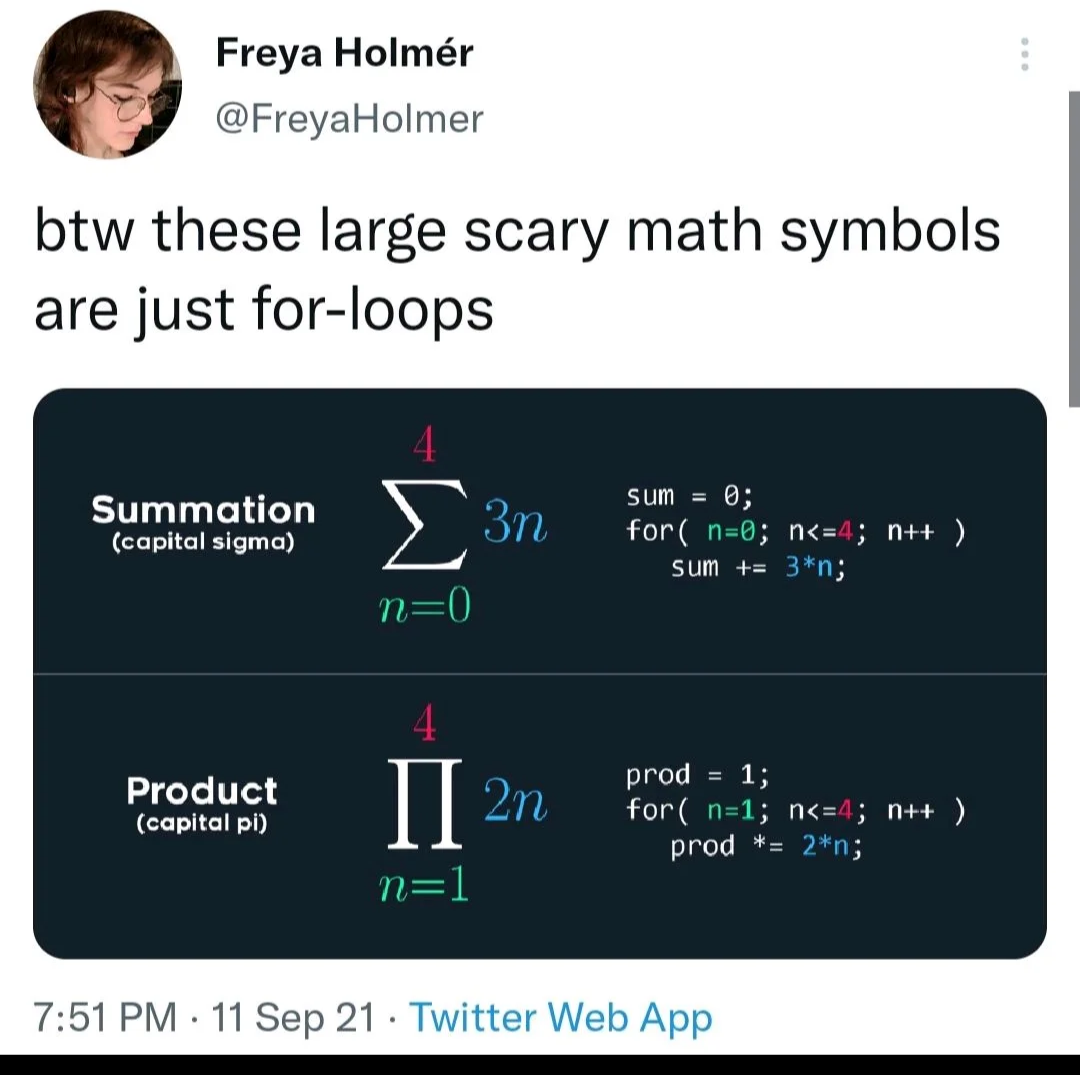 Freya Holmér
@FreyaHolmer
btw these large scary math symbols
are just for-loops
4
Summation
(capital sigma)
∑ 3n
n=0
sum = 0;
for( n=0; n<=4; n++ )
sum += 3*n;
4
Product
(capital pi)
∏ 2n
n=1
prod = 1;
for( n=1; n<=4; n++ )
prod *= 2*n;
7:51 PM · 11 Sep 21 · Twitter Web App